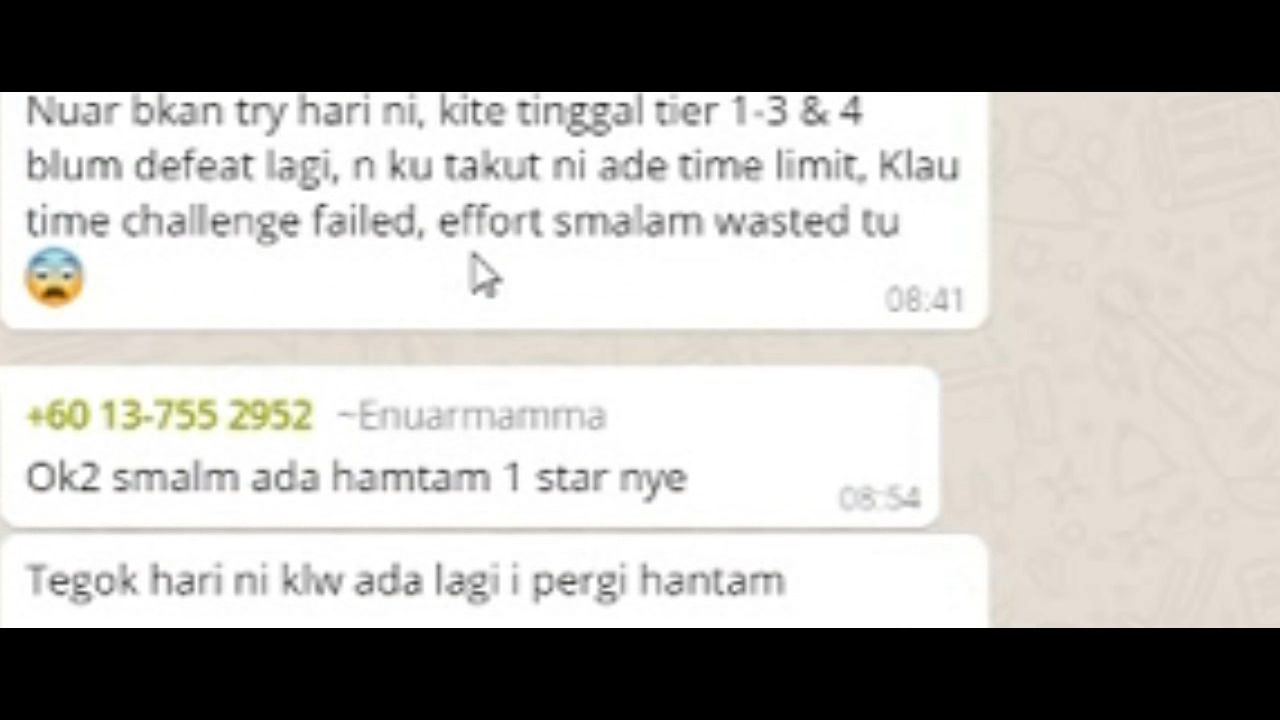 Nuar bkan try hari ni, kite tinggal tier 1-3 & 4
blum defeat lagi, n ku takut ni ade time limit, Klau
time challenge failed, effort smalam wasted tu
😨
08:41
+60 13-755 2952 ~Enuarmamma
Ok2 smalm ada hamtam 1 star nye
08:54
Tegok hari ni klw ada lagi i pergi hantam